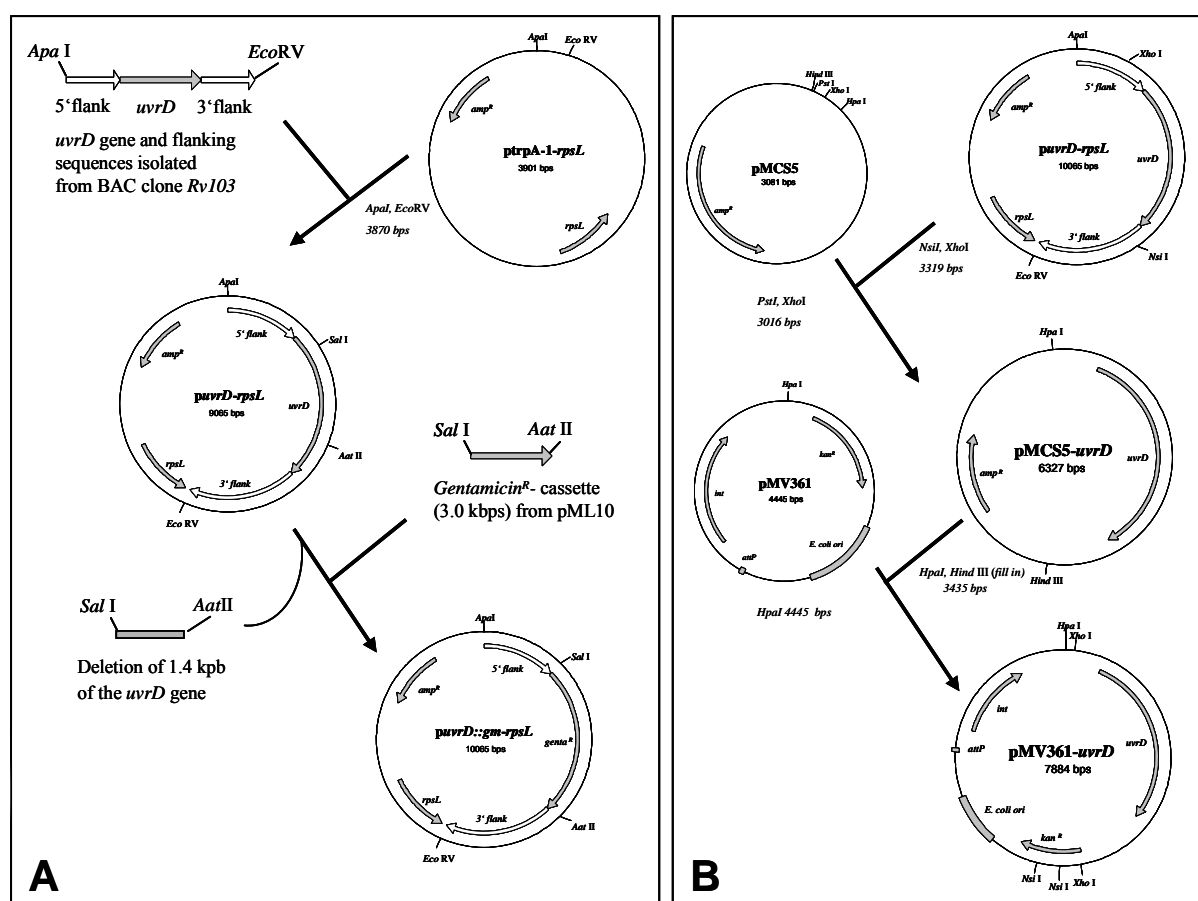 Apa I
EcoRV
5‘flank
uvrD
3‘flank
uvrD gene and flanking
sequences isolated
from BAC clone Rv103
ApaI
Eco RV
ampR
ptrpA-1-rpsL
3901 bps
rpsL
ApaI, EcoRV
3870 bps
ApaI
5‘ flank
Sal I
ampR
puvrD-rpsL
9085 bps
uvrD
rpsL
3‘ flank
Aat II
Eco RV
Sal I
Aat II
GentamicinR- cassette
(3.0 kbps) from pML10
Sal I
AatII
Deletion of 1.4 kpb
of the uvrD gene
ApaI
5‘ flank
Sal I
ampR
puvrD::gm-rpsL
10085 bps
gentaR
rpsL
3‘ flank
Aat II
Eco RV
A
Hind III
Pst I
Xho I
Hpa I
pMCS5
3081 bps
ampR
ApaI
Xho I
5‘ flank
ampR
puvrD-rpsL
10085 bps
uvrD
rpsL
3‘ flank
Nsi I
Eco RV
NsiI, XhoI
3319 bps
PstI, XhoI
3016 bps
Hpa I
pMCS5-uvrD
6327 bps
uvrD
ampR
Hind III
Hpa I
kanR
pMV361
4445 bps
int
E. coli ori
attP
HpaI, Hind III (fill in)
3435 bps
HpaI 4445 bps
Hpa I
Xho I
int
attP
pMV361-uvrD
7884 bps
uvrD
E. coli ori
kan R
Nsi I
Nsi I
Xho I
B